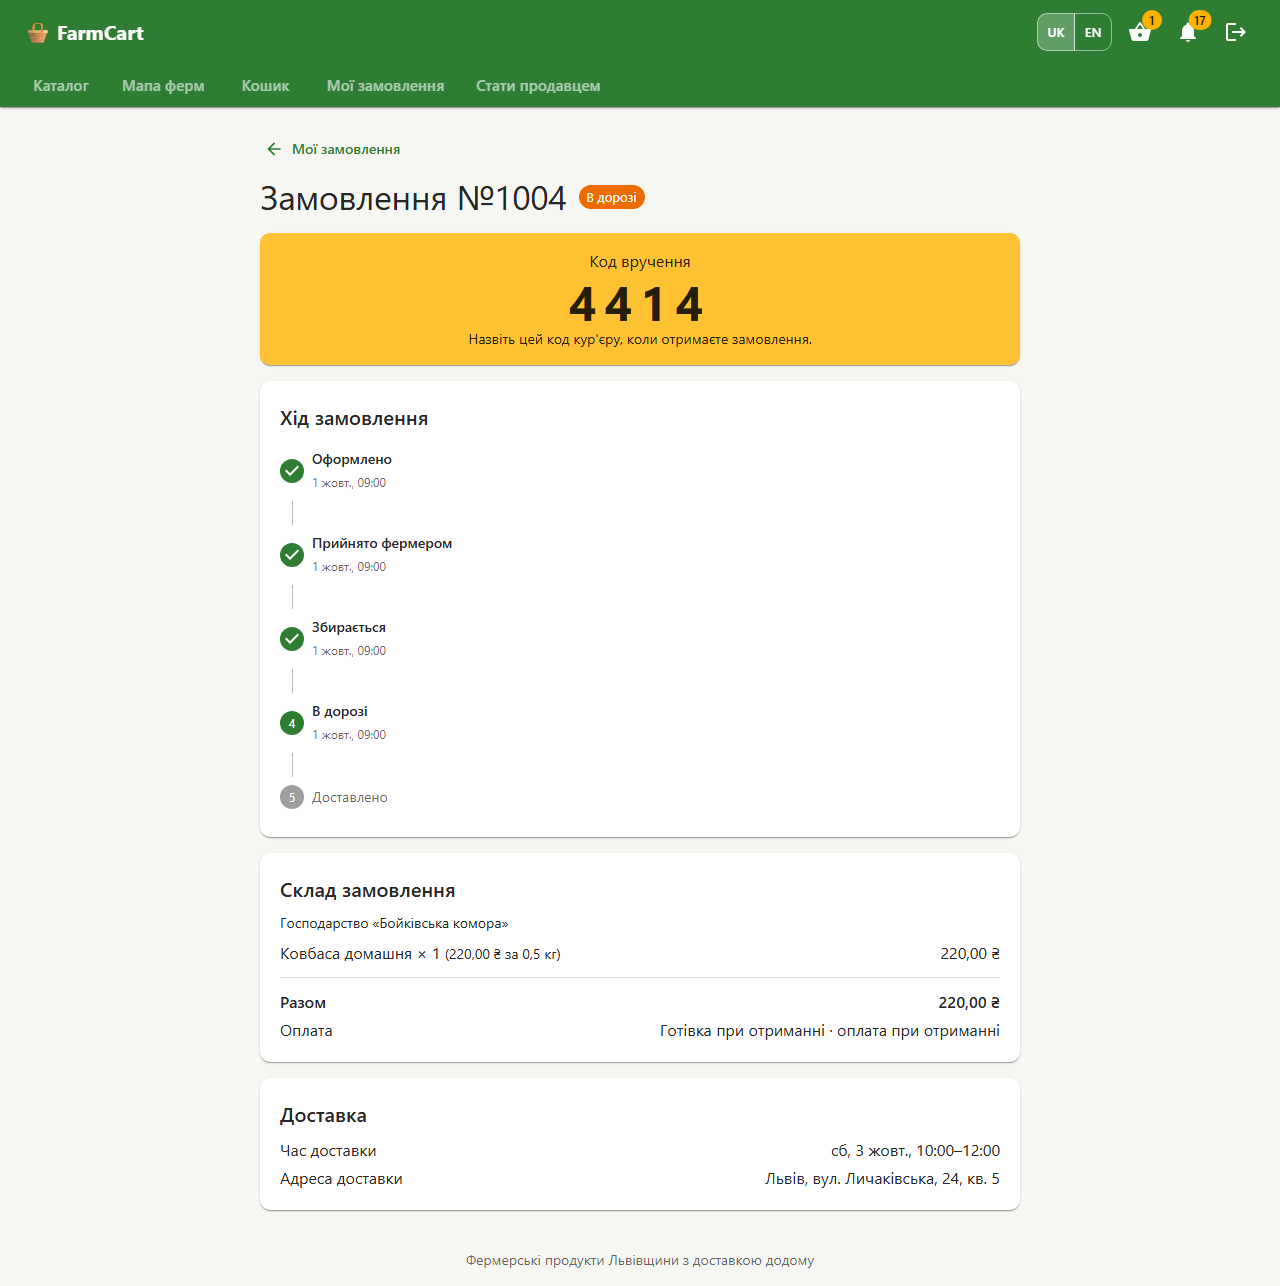 FarmCart
UK EN 1 17
Каталог Мапа ферм Кошик Мої замовлення Стати продавцем
Мої замовлення
Замовлення №1004 В дорозі
Код вручення
4414
Назвіть цей код кур'єру, коли отримаєте замовлення.
Хід замовлення
Оформлено
1 жовт., 09:00
Прийнято фермером
1 жовт., 09:00
Збирається
1 жовт., 09:00
4 В дорозі
1 жовт., 09:00
5 Доставлено
Склад замовлення
Господарство «Бойківська комора»
Ковбаса домашня × 1 (220,00 ₴ за 0,5 кг) 220,00 ₴
Разом 220,00 ₴
Оплата Готівка при отриманні · оплата при отриманні
Доставка
Час доставки сб, 3 жовт., 10:00–12:00
Адреса доставки Львів, вул. Личаківська, 24, кв. 5
Фермерські продукти Львівщини з доставкою додому